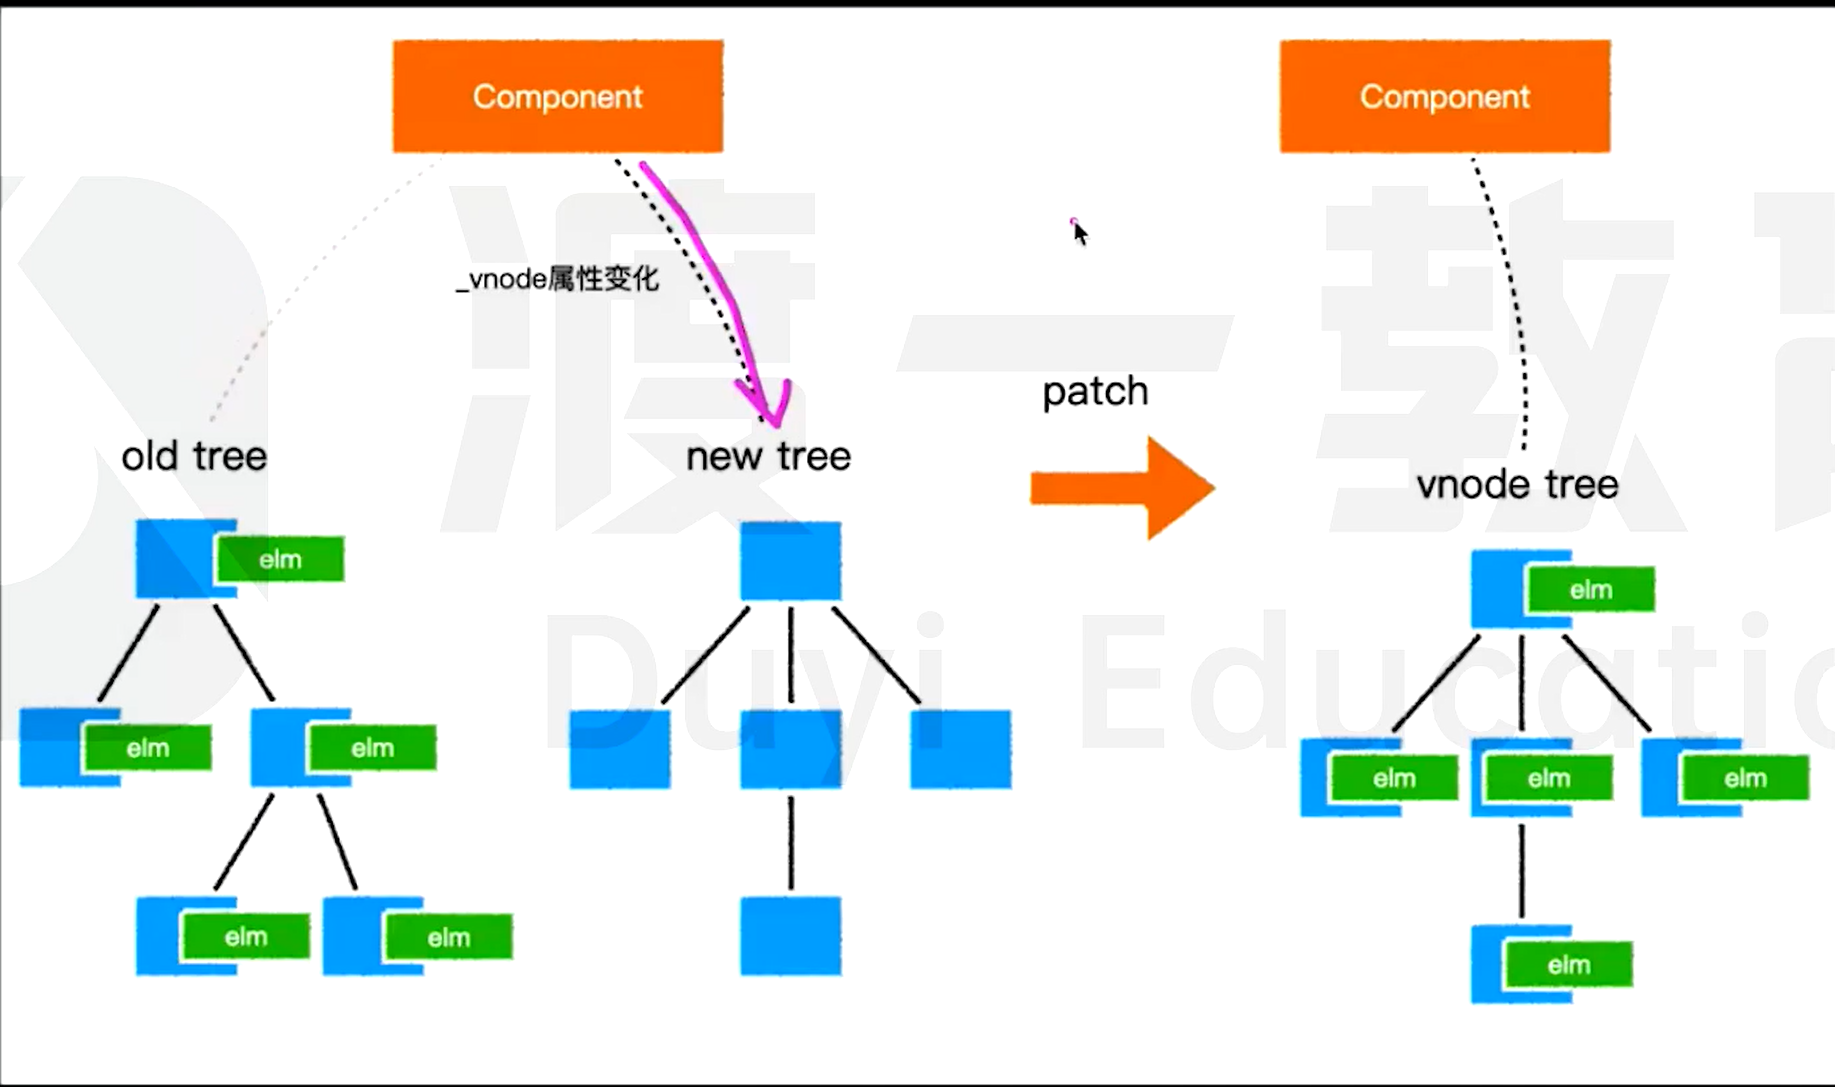 Component
Component
_vnode属性变化
patch
old tree
new tree
vnode tree
elm
elm
elm
elm
elm
elm
elm
elm
elm
elm
渡一教育
Duyi Educatio